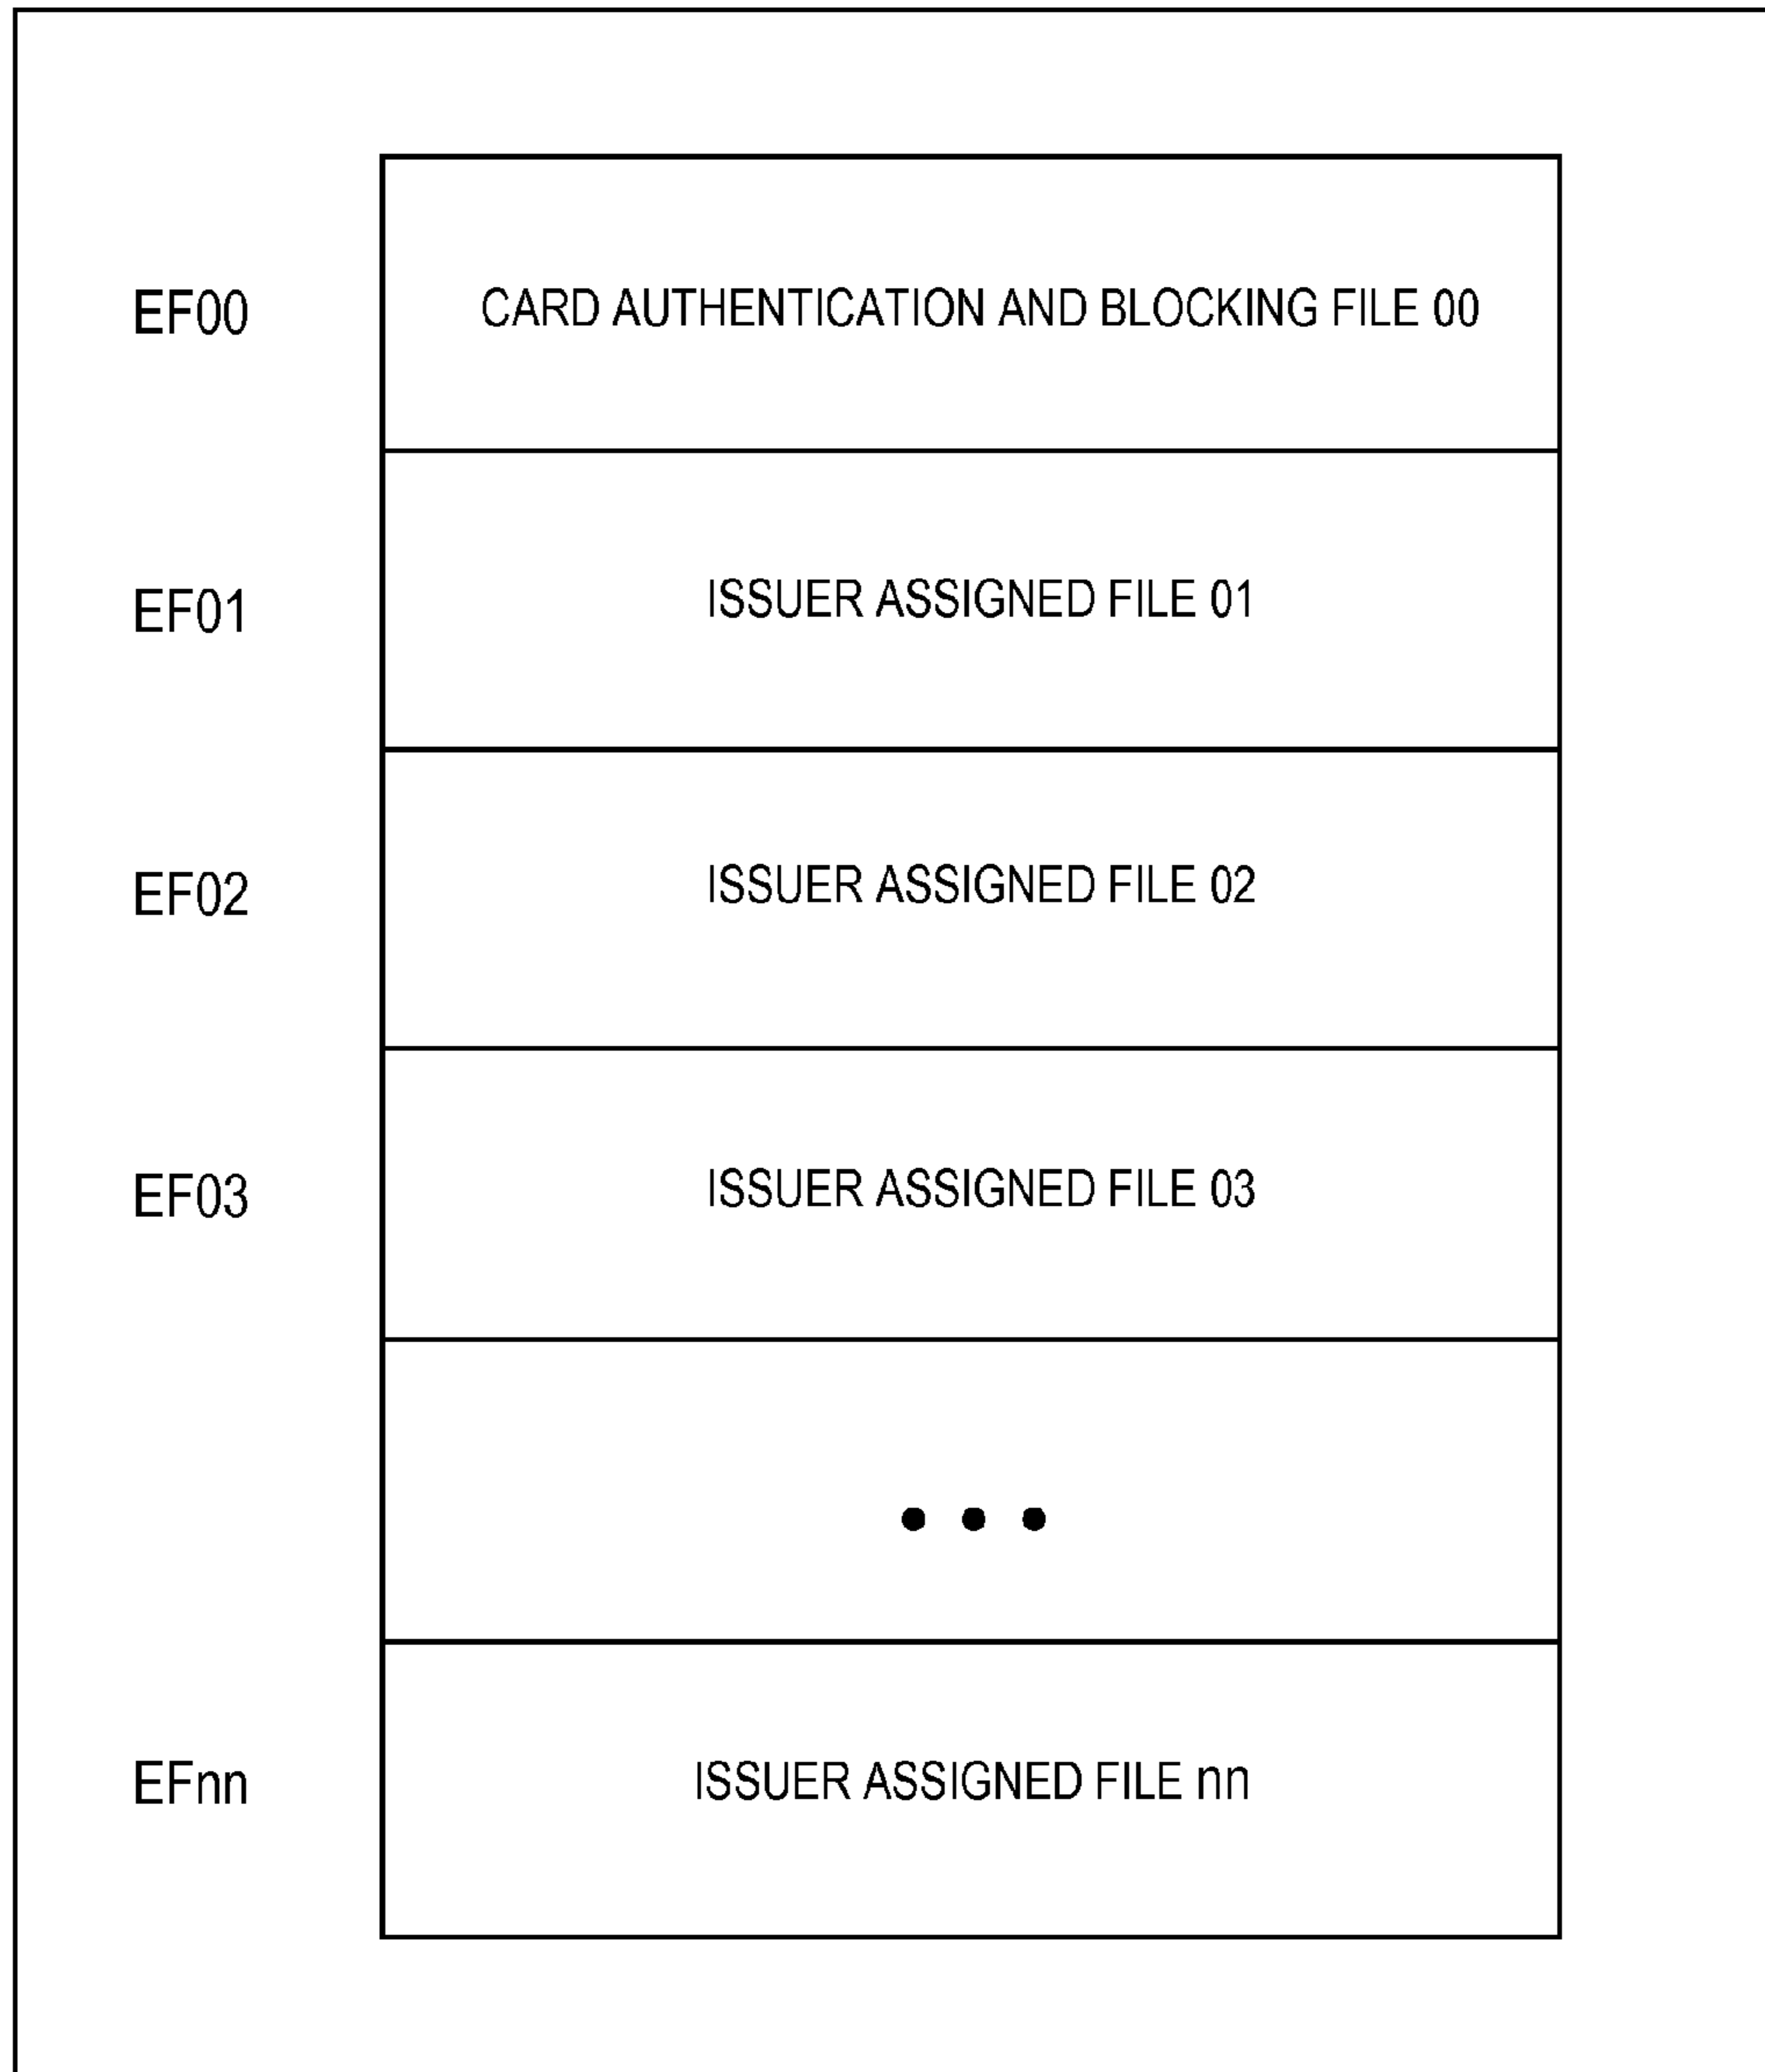 EF00 CARD AUTHENTICATION AND BLOCKING FILE 00
EF01 ISSUER ASSIGNED FILE 01
EF02 ISSUER ASSIGNED FILE 02
EF03 ISSUER ASSIGNED FILE 03
• • •
EFnn ISSUER ASSIGNED FILE nn